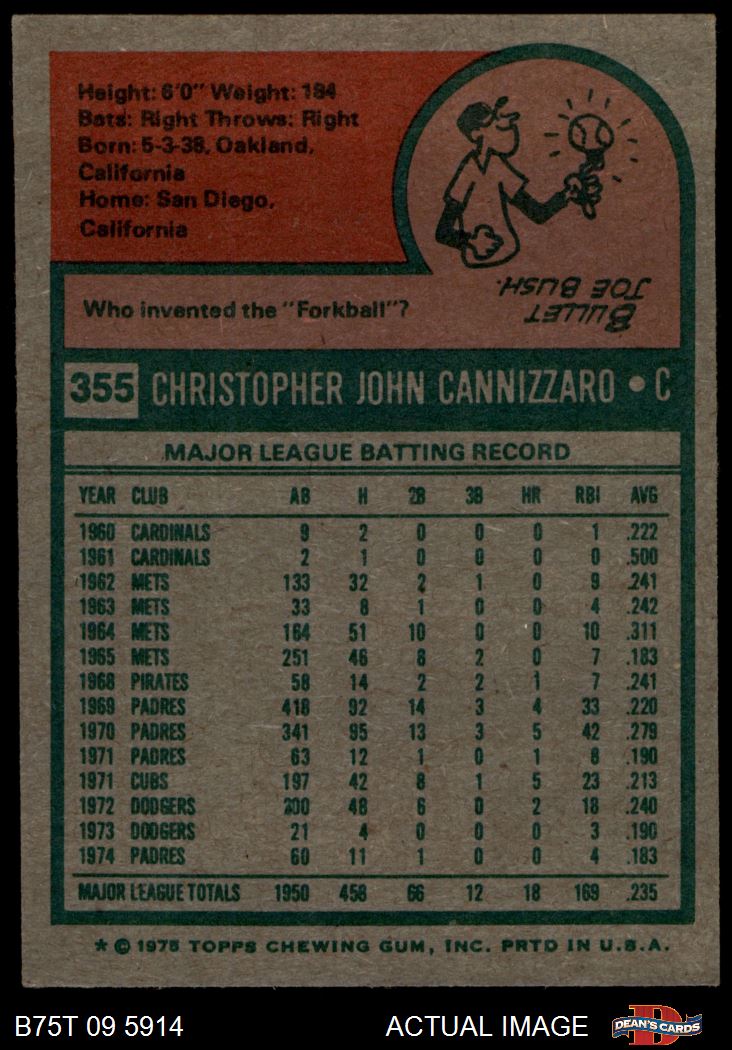 Height: 6'0" Weight: 184
Bats: Right Throws: Right
Born: 5-3-38, Oakland,
California
Home: San Diego,
California
Who invented the "Forkball"?
BULLET
JOE BUSH.
355 CHRISTOPHER JOHN CANNIZZARO • C
MAJOR LEAGUE BATTING RECORD
YEAR CLUB AB H 2B 3B HR RBI AVG
1960 CARDINALS 9 2 0 0 0 1 .222
1961 CARDINALS 2 1 0 0 0 0 .500
1962 METS 133 32 2 1 0 9 .241
1963 METS 33 8 1 0 0 4 .242
1964 METS 164 51 10 0 0 10 .311
1965 METS 251 46 8 2 0 7 .183
1968 PIRATES 58 14 2 2 1 7 .241
1969 PADRES 418 92 14 3 4 33 .220
1970 PADRES 341 95 13 3 5 42 .279
1971 PADRES 63 12 1 0 1 8 .190
1971 CUBS 197 42 8 1 5 23 .213
1972 DODGERS 200 48 6 0 2 18 .240
1973 DODGERS 21 4 0 0 0 3 .190
1974 PADRES 60 11 1 0 0 4 .183
MAJOR LEAGUE TOTALS 1950 458 66 12 18 169 .235
* © 1975 TOPPS CHEWING GUM, INC. PRTD IN U.S.A.
B75T 09 5914 ACTUAL IMAGE D DEAN'S CARDS